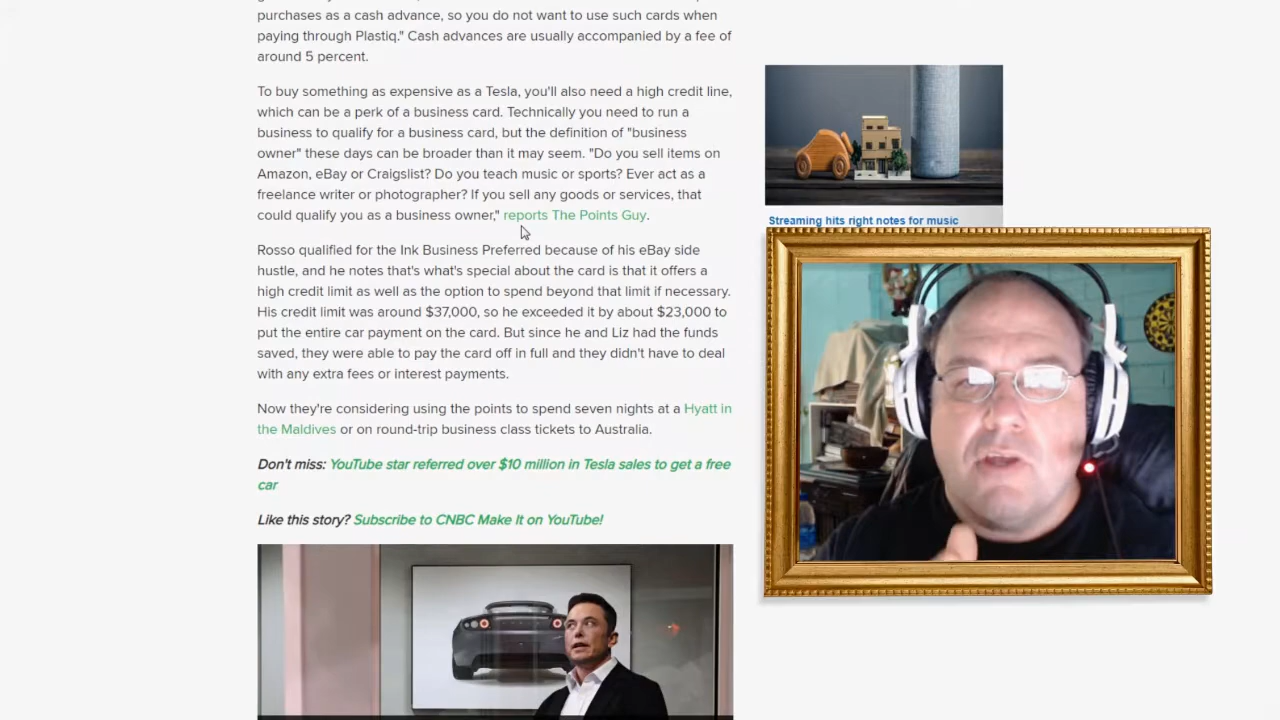 purchases as a cash advance, so you do not want to use such cards when
paying through Plastiq." Cash advances are usually accompanied by a fee of
around 5 percent.
To buy something as expensive as a Tesla, you'll also need a high credit line,
which can be a perk of a business card. Technically you need to run a
business to qualify for a business card, but the definition of "business
owner" these days can be broader than it may seem. "Do you sell items on
Amazon, eBay or Craigslist? Do you teach music or sports? Ever act as a
freelance writer or photographer? If you sell any goods or services, that
could qualify you as a business owner," reports The Points Guy.
Rosso qualified for the Ink Business Preferred because of his eBay side
hustle, and he notes that's what's special about the card is that it offers a
high credit limit as well as the option to spend beyond that limit if necessary.
His credit limit was around $37,000, so he exceeded it by about $23,000 to
put the entire car payment on the card. But since he and Liz had the funds
saved, they were able to pay the card off in full and they didn't have to deal
with any extra fees or interest payments.
Now they're considering using the points to spend seven nights at a Hyatt in
the Maldives or on round-trip business class tickets to Australia.
Don't miss: YouTube star referred over $10 million in Tesla sales to get a free
car
Like this story? Subscribe to CNBC Make It on YouTube!
Streaming hits right notes for music